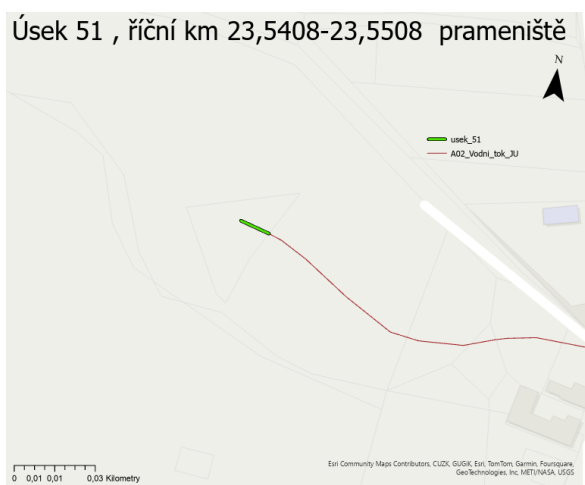 Úsek 51 , říční km 23,5408-23,5508 prameniště
N
usek_51
A02_Vodni_tok_JU
0 0,01 0,01 0,03 Kilometry
Esri Community Maps Contributors, CUZK, GUGIK, Esri, TomTom, Garmin, Foursquare,
GeoTechnologies, Inc, METI/NASA, USGS